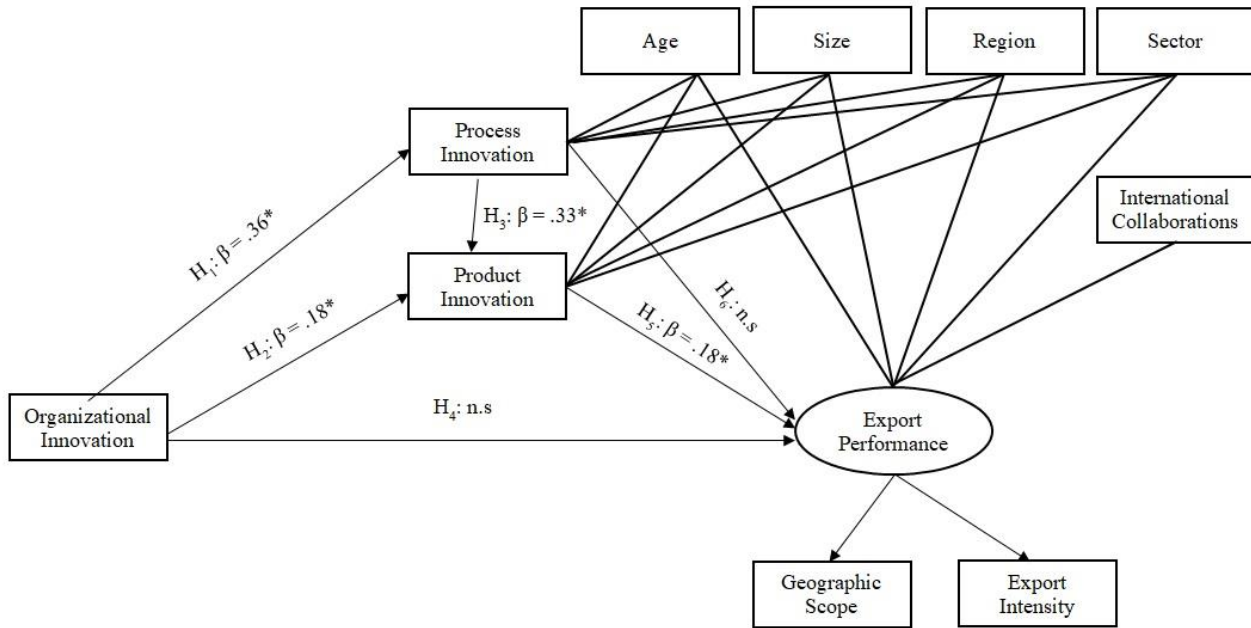 Age
Size
Region
Sector
Process
Innovation
International
Collaborations
H₃: β = .33*
H₁: β = .36*
Product
Innovation
H₂: β = .18*
H₆: n.s
H₅: β = .18*
Organizational
Innovation
H₄: n.s
Export
Performance
Geographic
Scope
Export
Intensity